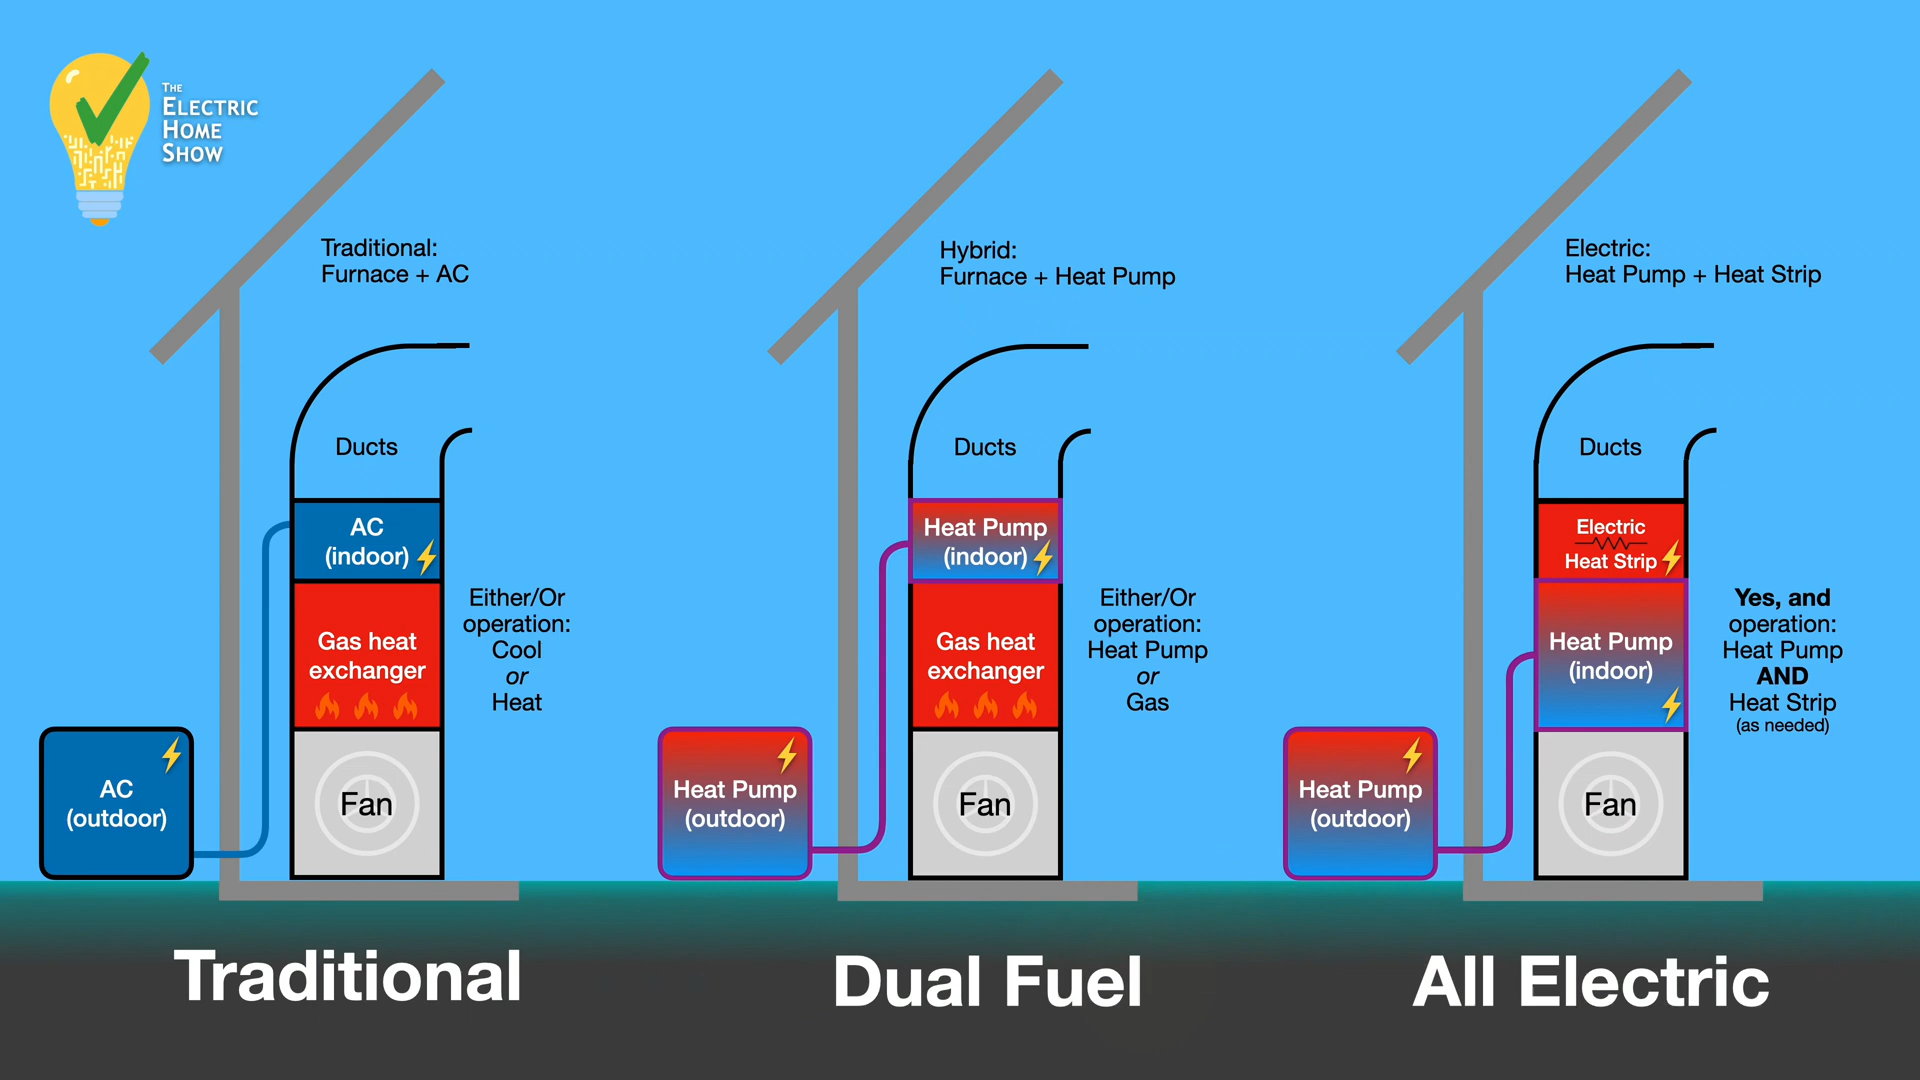 THE
ELECTRIC
HOME
SHOW
Traditional:
Furnace + AC
Ducts
AC
(indoor)
Gas heat
exchanger
Fan
AC
(outdoor)
Either/Or
operation:
Cool
or
Heat
Traditional
Hybrid:
Furnace + Heat Pump
Ducts
Heat Pump
(indoor)
Gas heat
exchanger
Fan
Heat Pump
(outdoor)
Either/Or
operation:
Heat Pump
or
Gas
Dual Fuel
Electric:
Heat Pump + Heat Strip
Ducts
Electric
Heat Strip
Heat Pump
(indoor)
Fan
Heat Pump
(outdoor)
Yes, and
operation:
Heat Pump
AND
Heat Strip
(as needed)
All Electric